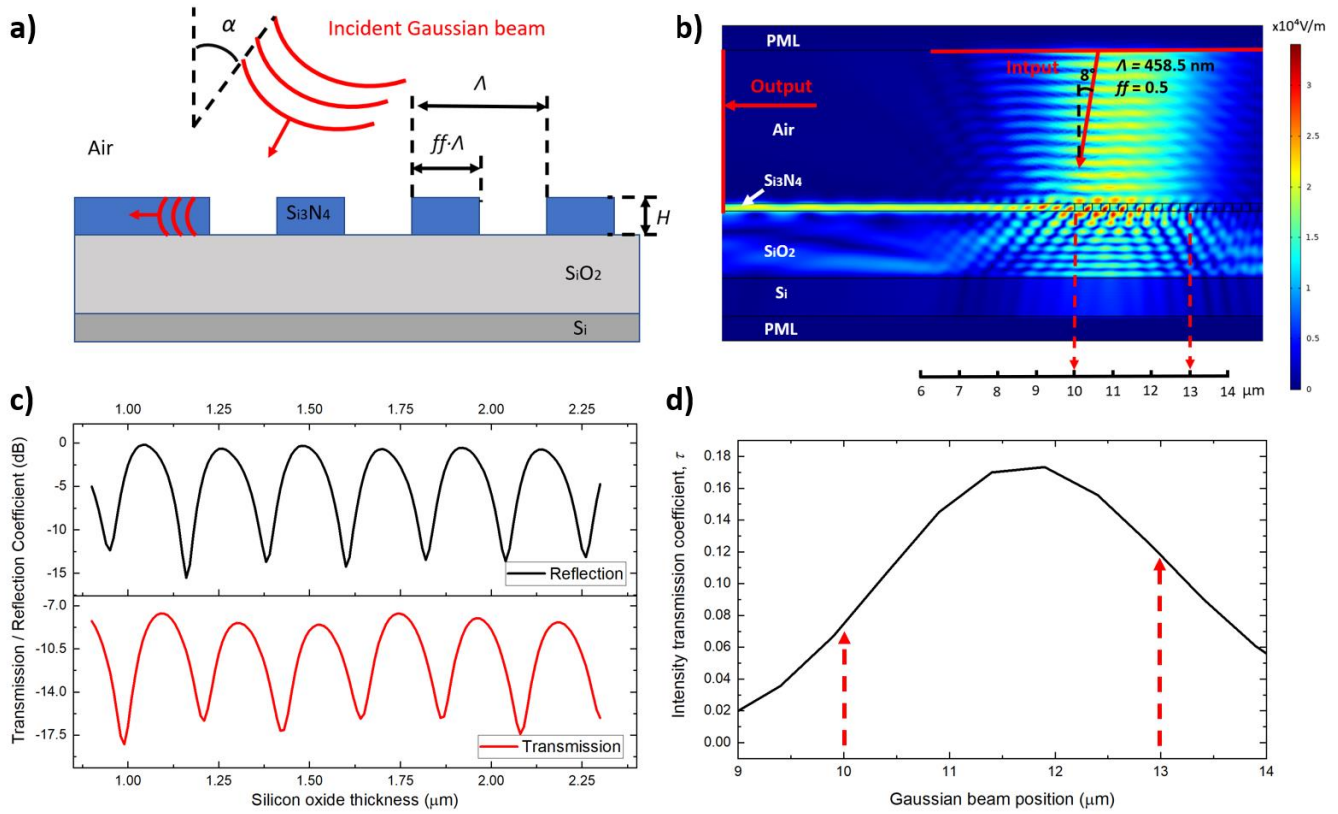 a)
α
Incident Gaussian beam
Λ
Air
ff·Λ
Si3N4
H
SiO2
Si
b)
x10⁴V/m
PML
Intput
8°
Λ = 458.5 nm
ff = 0.5
Output
Air
Si3N4
SiO2
Si
PML
3
2.5
2
1.5
1
0.5
0
6 7 8 9 10 11 12 13 14 μm
c)
1.00 1.25 1.50 1.75 2.00 2.25
0
-5
-10
-15
Reflection
-7.0
-10.5
-14.0
-17.5
Transmission
Transmission / Reflection Coefficient (dB)
1.00 1.25 1.50 1.75 2.00 2.25
Silicon oxide thickness (μm)
d)
Intensity transmission coefficient, τ
0.18
0.16
0.14
0.12
0.10
0.08
0.06
0.04
0.02
0.00
9 10 11 12 13 14
Gaussian beam position (μm)